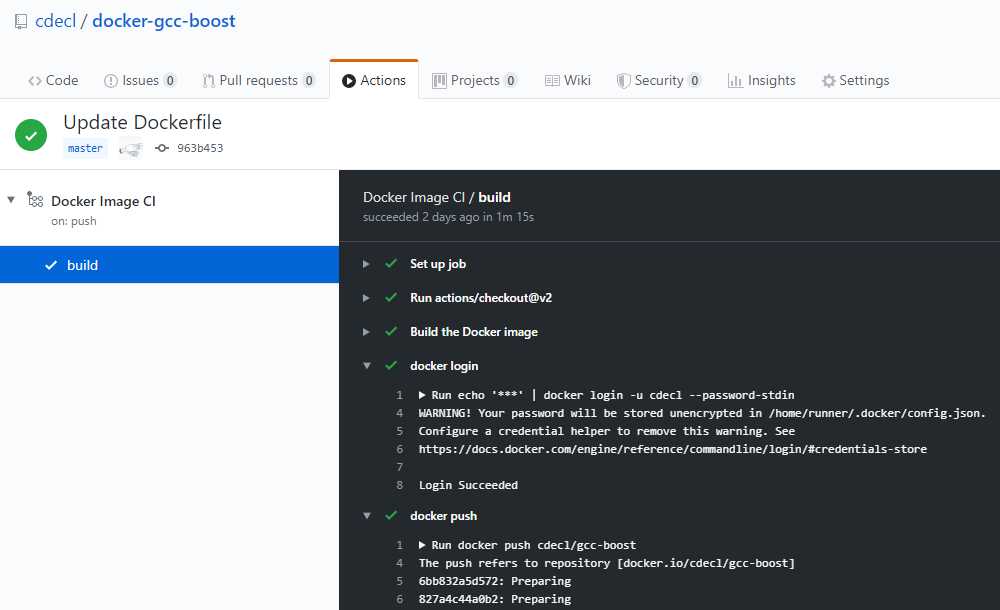 cdecl / docker-gcc-boost
Code Issues 0 Pull requests 0 Actions Projects 0 Wiki Security 0 Insights Settings
Update Dockerfile
master 963b453
Docker Image CI
on: push
build
Docker Image CI / build
succeeded 2 days ago in 1m 15s
Set up job
Run actions/checkout@v2
Build the Docker image
docker login
1 Run echo '***' | docker login -u cdecl --password-stdin
4 WARNING! Your password will be stored unencrypted in /home/runner/.docker/config.json.
5 Configure a credential helper to remove this warning. See
6 https://docs.docker.com/engine/reference/commandline/login/#credentials-store
7
8 Login Succeeded
docker push
1 Run docker push cdecl/gcc-boost
4 The push refers to repository [docker.io/cdecl/gcc-boost]
5 6bb832a5d572: Preparing
6 827a4c44a0b2: Preparing